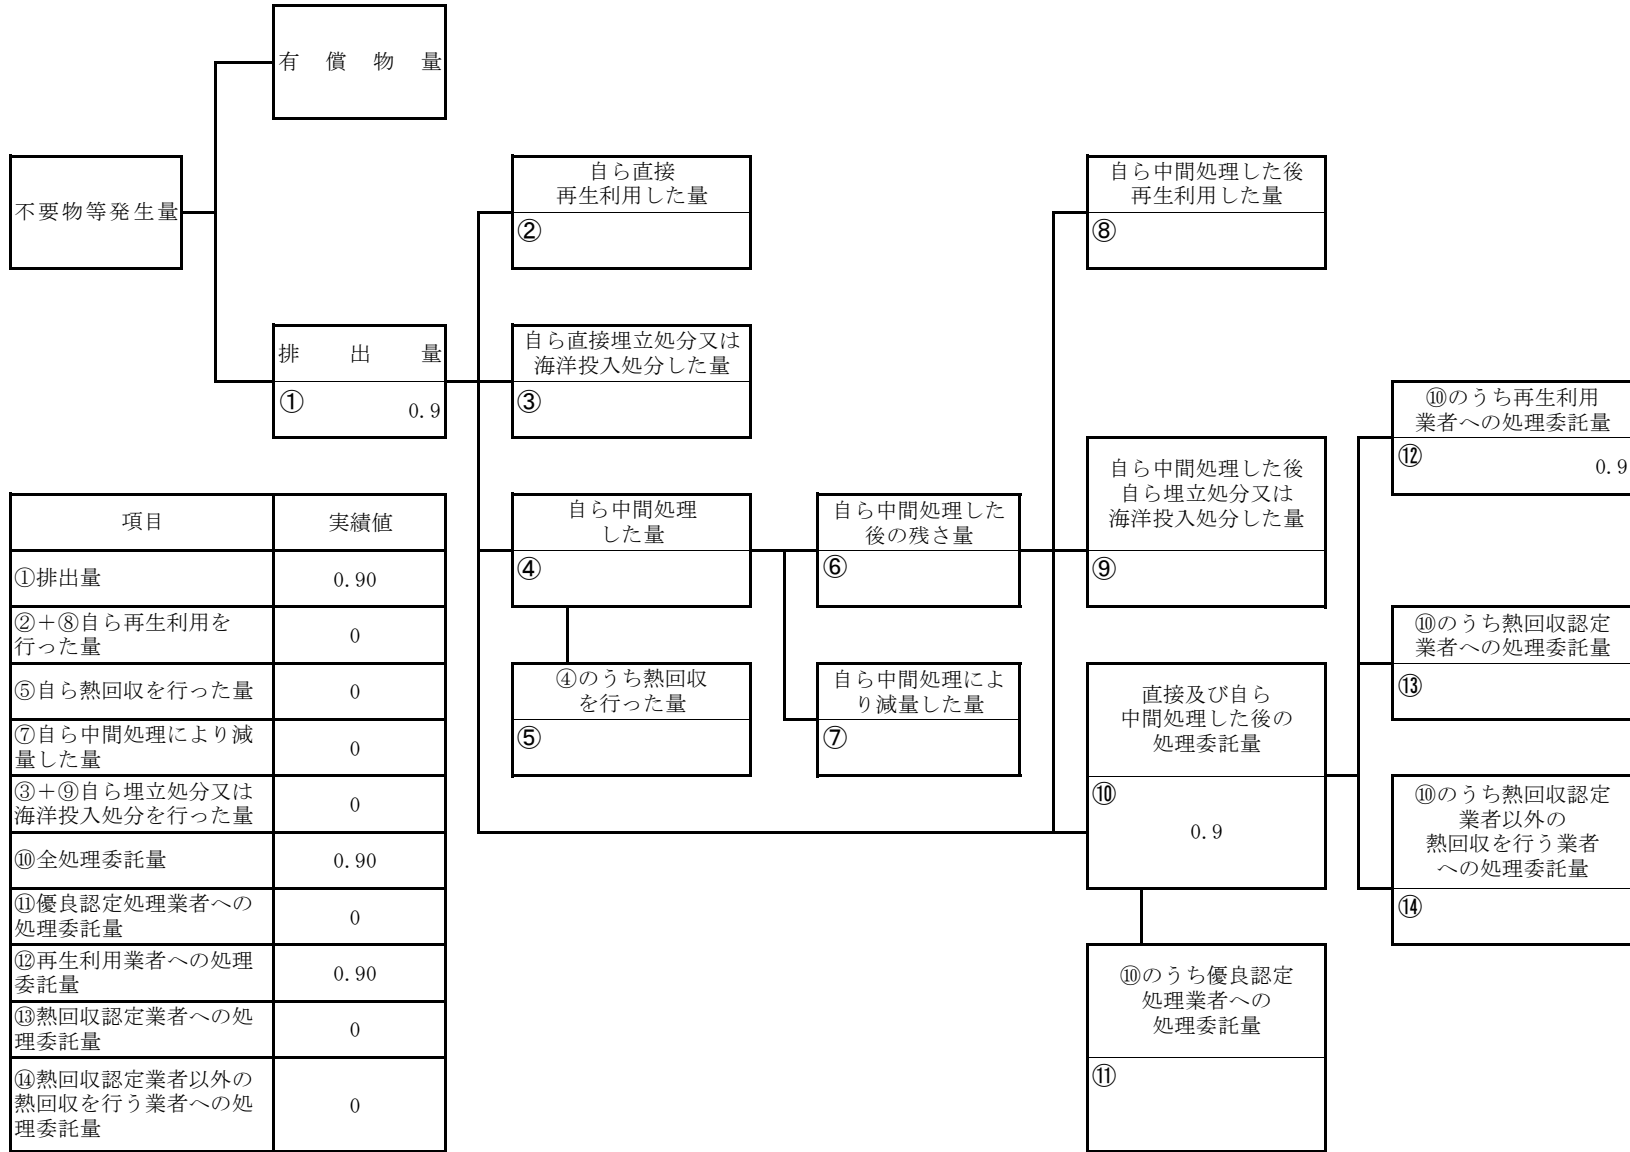 有償物量
不要物等発生量
排出量
①
0.9
自ら直接
再生利用した量
②
自ら直接埋立処分又は
海洋投入処分した量
③
自ら中間処理
した量
④
④のうち熱回収
を行った量
⑤
自ら中間処理した
後の残さ量
⑥
自ら中間処理によ
り減量した量
⑦
自ら中間処理した後
再生利用した量
⑧
自ら中間処理した後
自ら埋立処分又は
海洋投入処分した量
⑨
直接及び自ら
中間処理した後の
処理委託量
⑩
0.9
⑩のうち優良認定
処理業者への
処理委託量
⑪
⑩のうち再生利用
業者への処理委託量
⑫
0.9
⑩のうち熱回収認定
業者への処理委託量
⑬
⑩のうち熱回収認定
業者以外の
熱回収を行う業者
への処理委託量
⑭
項目 実績値
①排出量 0.90
②+⑧自ら再生利用を
行った量 0
⑤自ら熱回収を行った量 0
⑦自ら中間処理により減
量した量 0
③+⑨自ら埋立処分又は
海洋投入処分を行った量 0
⑩全処理委託量 0.90
⑪優良認定処理業者への
処理委託量 0
⑫再生利用業者への処理
委託量 0.90
⑬熱回収認定業者への処
理委託量 0
⑭熱回収認定業者以外の
熱回収を行う業者への処
理委託量 0